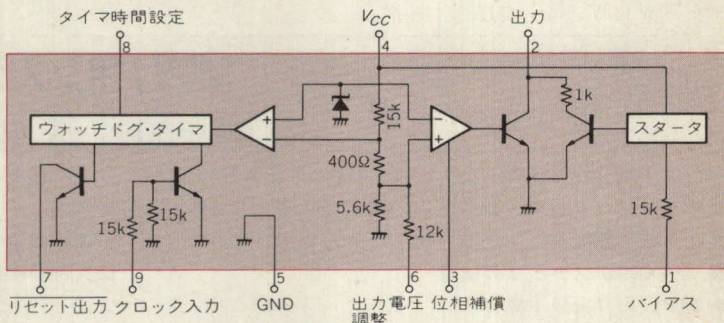 タイマ時間設定
VCC
出力
8
4
2
1k
15k
ウォッチドグ・タイマ
+
−
−
+
スタータ
400Ω
5.6k
15k
15k
15k
12k
7
9
5
6
3
1
リセット出力
クロック入力
GND
出力電圧
調整
位相補償
バイアス